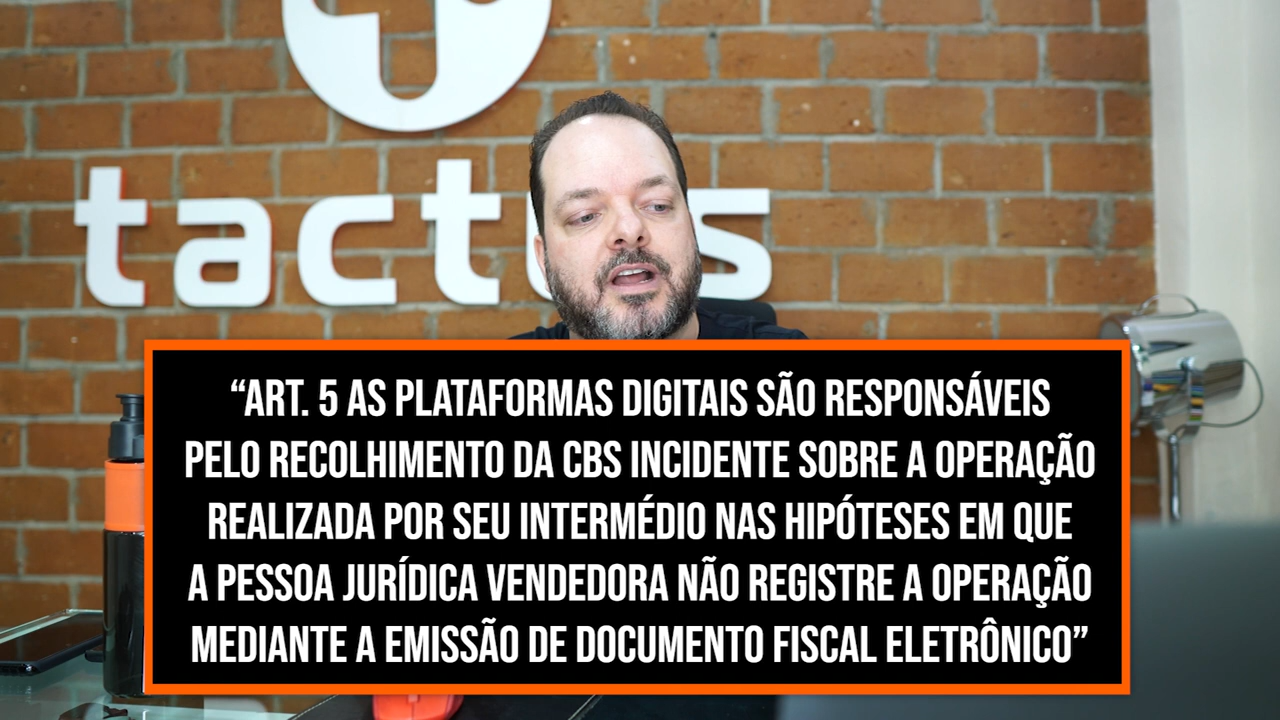 tactus
“ART. 5 AS PLATAFORMAS DIGITAIS SÃO RESPONSÁVEIS
PELO RECOLHIMENTO DA CBS INCIDENTE SOBRE A OPERAÇÃO
REALIZADA POR SEU INTERMÉDIO NAS HIPÓTESES EM QUE
A PESSOA JURÍDICA VENDEDORA NÃO REGISTRE A OPERAÇÃO
MEDIANTE A EMISSÃO DE DOCUMENTO FISCAL ELETRÔNICO”